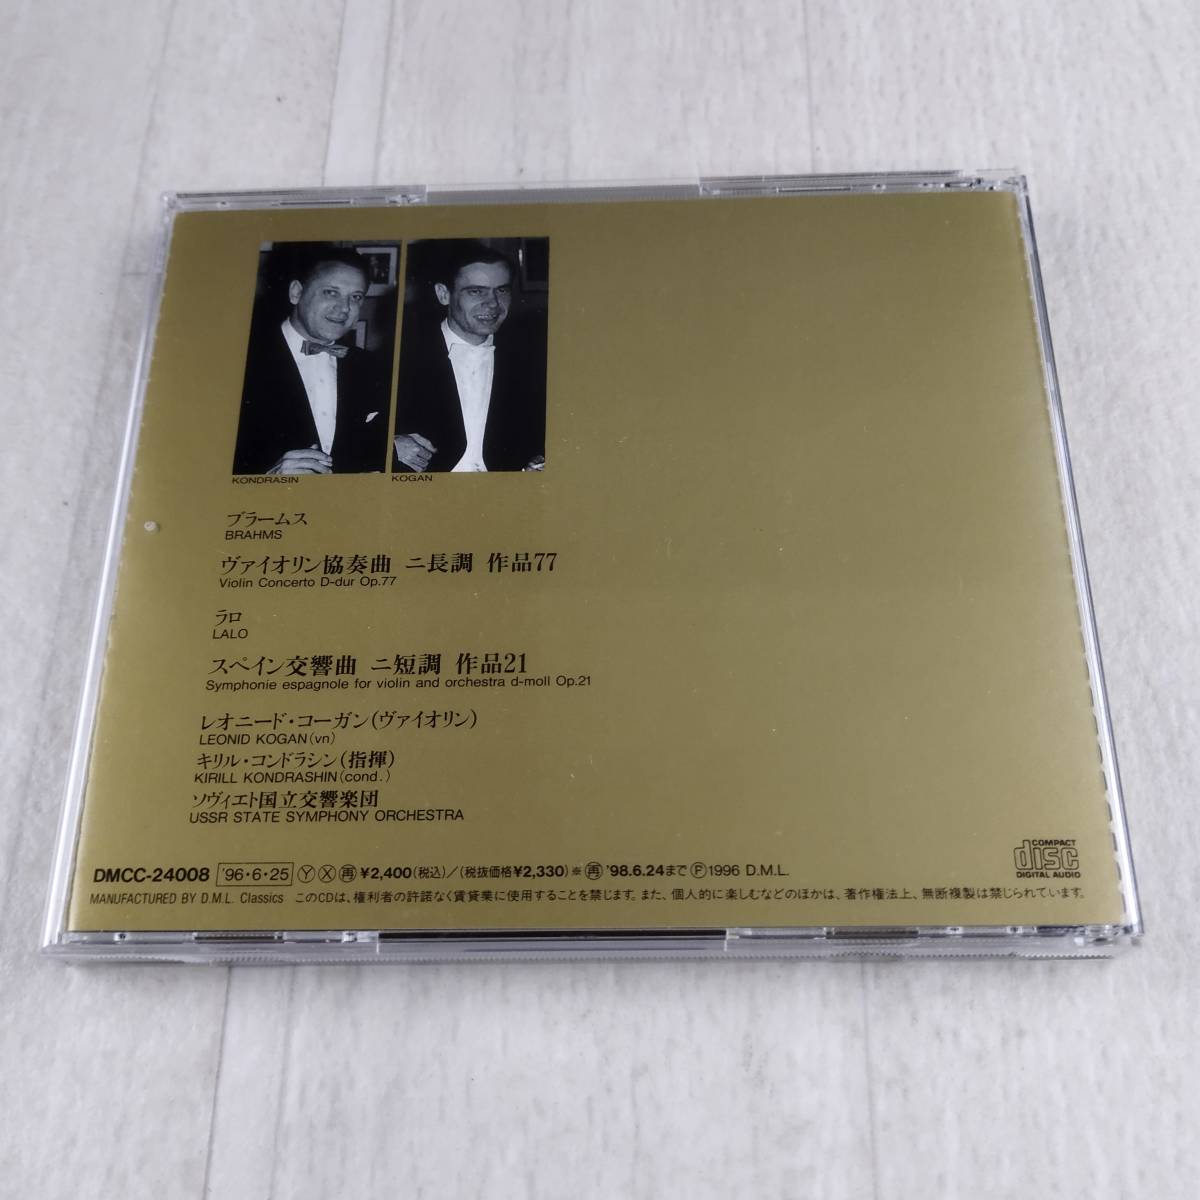 KONDRASIN
KOGAN
ブラームス
BRAHMS
ヴァイオリン協奏曲 ニ長調 作品77
Violin Concerto D-dur Op.77
ラロ
LALO
スペイン交響曲 ニ短調 作品21
Symphonie espagnole for violin and orchestra d-moll Op.21
レオニード・コーガン(ヴァイオリン)
LEONID KOGAN(vn)
キリル・コンドラシン(指揮)
KIRILL KONDRASHIN(cond.)
ソヴィエト国立交響楽団
USSR STATE SYMPHONY ORCHESTRA
COMPACT
disc
DIGITAL AUDIO
DMCC-24008 '96・6・25 Ⓨ Ⓧ 再 ¥2,400(税込)/(税抜価格¥2,330)※再'98.6.24まで Ⓟ1996 D.M.L.
MANUFACTURED BY D.M.L. Classics このCDは、権利者の許諾なく賃貸業に使用することを禁じます。また、個人的に楽しむなどのほかは、著作権法上、無断複製は禁じられています。